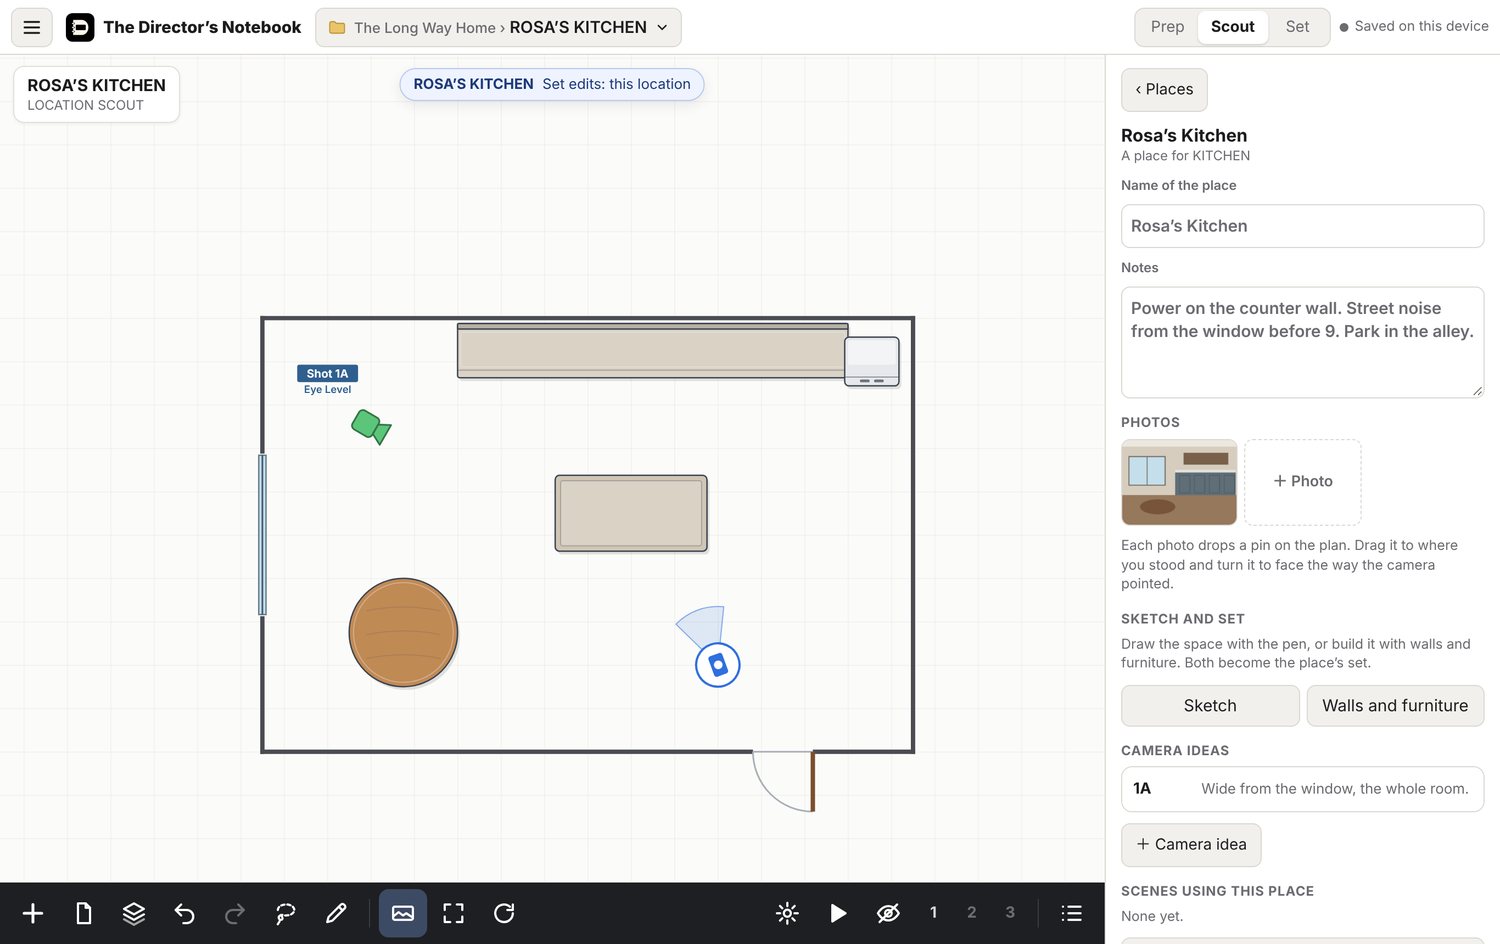 The Director’s Notebook
The Long Way Home › ROSA’S KITCHEN
Prep
Scout
Set
Saved on this device
ROSA’S KITCHEN
LOCATION SCOUT
ROSA’S KITCHEN Set edits: this location
Shot 1A
Eye Level
1
2
3
‹ Places
Rosa’s Kitchen
A place for KITCHEN
Name of the place
Rosa’s Kitchen
Notes
Power on the counter wall. Street noise
from the window before 9. Park in the alley.
PHOTOS
+ Photo
Each photo drops a pin on the plan. Drag it to where
you stood and turn it to face the way the camera
pointed.
SKETCH AND SET
Draw the space with the pen, or build it with walls and
furniture. Both become the place’s set.
Sketch
Walls and furniture
CAMERA IDEAS
1A Wide from the window, the whole room.
+ Camera idea
SCENES USING THIS PLACE
None yet.